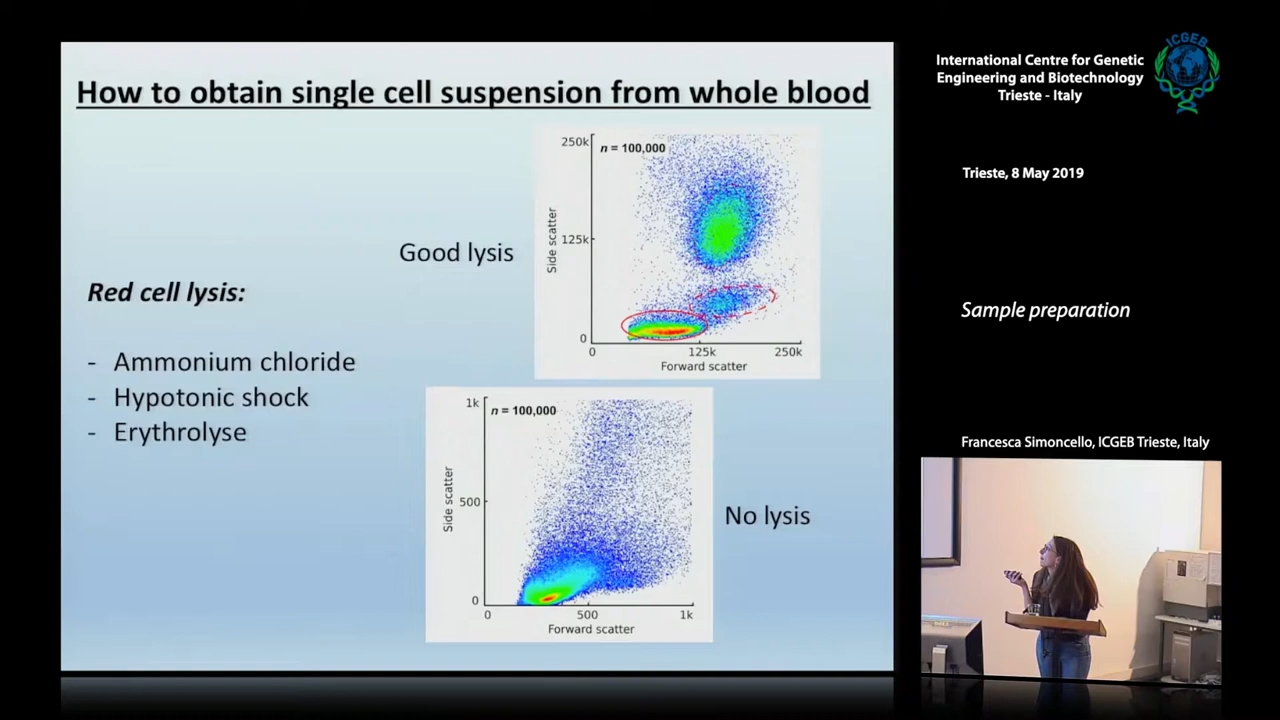 How to obtain single cell suspension from whole blood
Good lysis
Red cell lysis:
- Ammonium chloride
- Hypotonic shock
- Erythrolyse
n = 100,000
250k
125k
0
Side scatter
0
125k
250k
Forward scatter
n = 100,000
1k
500
0
Side scatter
0
500
1k
Forward scatter
No lysis
International Centre for Genetic
Engineering and Biotechnology
Trieste - Italy
ICGEB
Trieste, 8 May 2019
Sample preparation
Francesca Simoncello, ICGEB Trieste, Italy